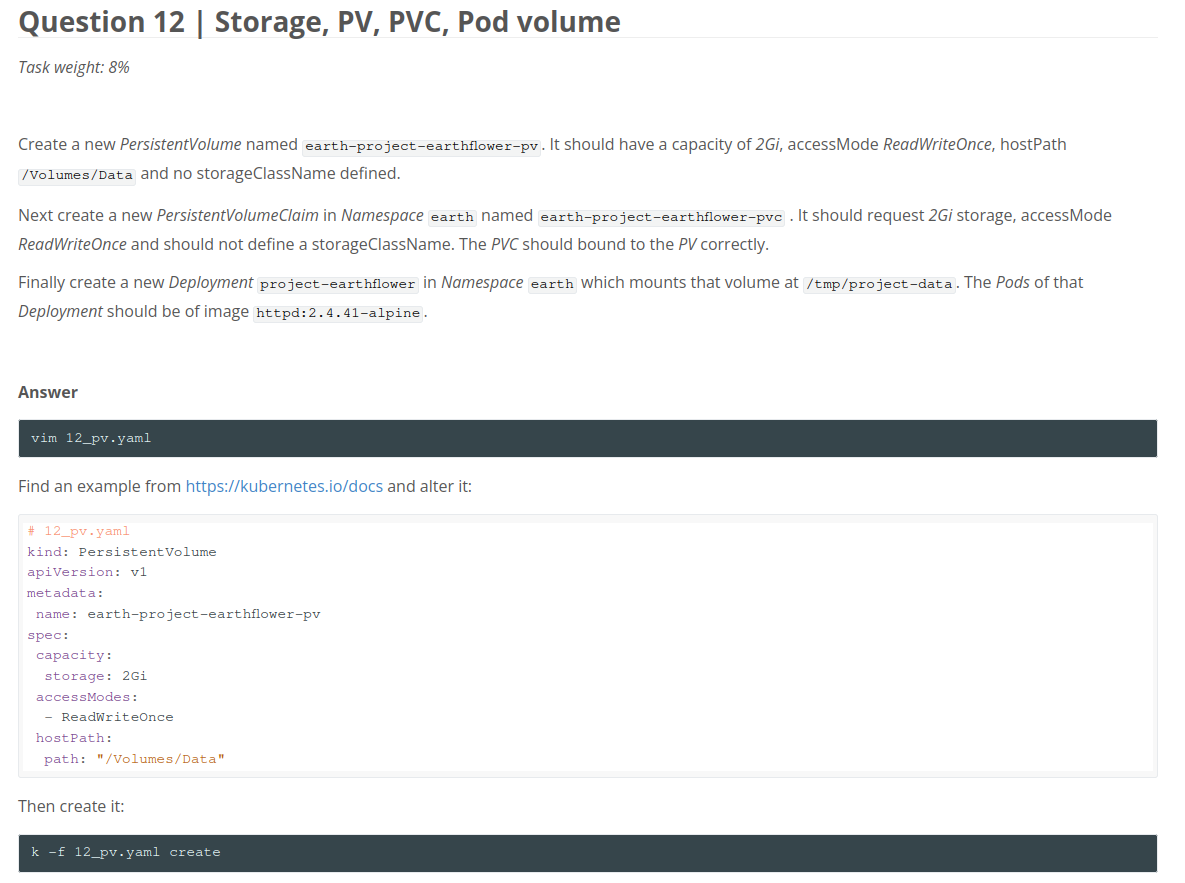 Question 12 | Storage, PV, PVC, Pod volume
Task weight: 8%
Create a new PersistentVolume named earth-project-earthflower-pv. It should have a capacity of 2Gi, accessMode ReadWriteOnce, hostPath
/Volumes/Data and no storageClassName defined.
Next create a new PersistentVolumeClaim in Namespace earth named earth-project-earthflower-pvc . It should request 2Gi storage, accessMode
ReadWriteOnce and should not define a storageClassName. The PVC should bound to the PV correctly.
Finally create a new Deployment project-earthflower in Namespace earth which mounts that volume at /tmp/project-data. The Pods of that
Deployment should be of image httpd:2.4.41-alpine.
Answer
vim 12_pv.yaml
Find an example from https://kubernetes.io/docs and alter it:
# 12_pv.yaml
kind: PersistentVolume
apiVersion: v1
metadata:
 name: earth-project-earthflower-pv
spec:
 capacity:
  storage: 2Gi
 accessModes:
  - ReadWriteOnce
 hostPath:
  path: "/Volumes/Data"
Then create it:
k -f 12_pv.yaml create